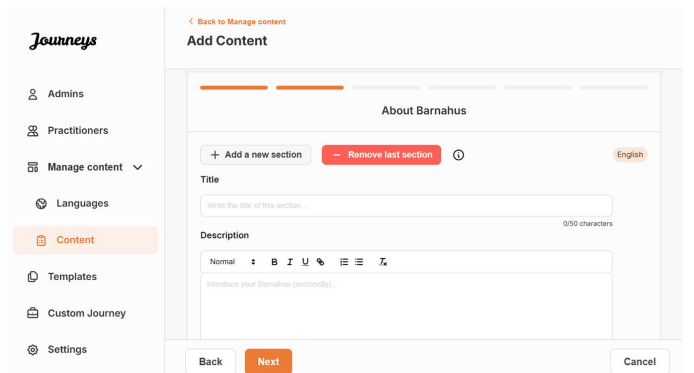 Journeys
Admins
Practitioners
Manage content
Languages
Content
Templates
Custom Journey
Settings
Back to Manage content
Add Content
About Barnahus
+ Add a new section
− Remove last section
English
Title
Write the title of this section...
0/50 characters
Description
Normal B I U
Introduce your Barnahus (succinctly)...
Back
Next
Cancel